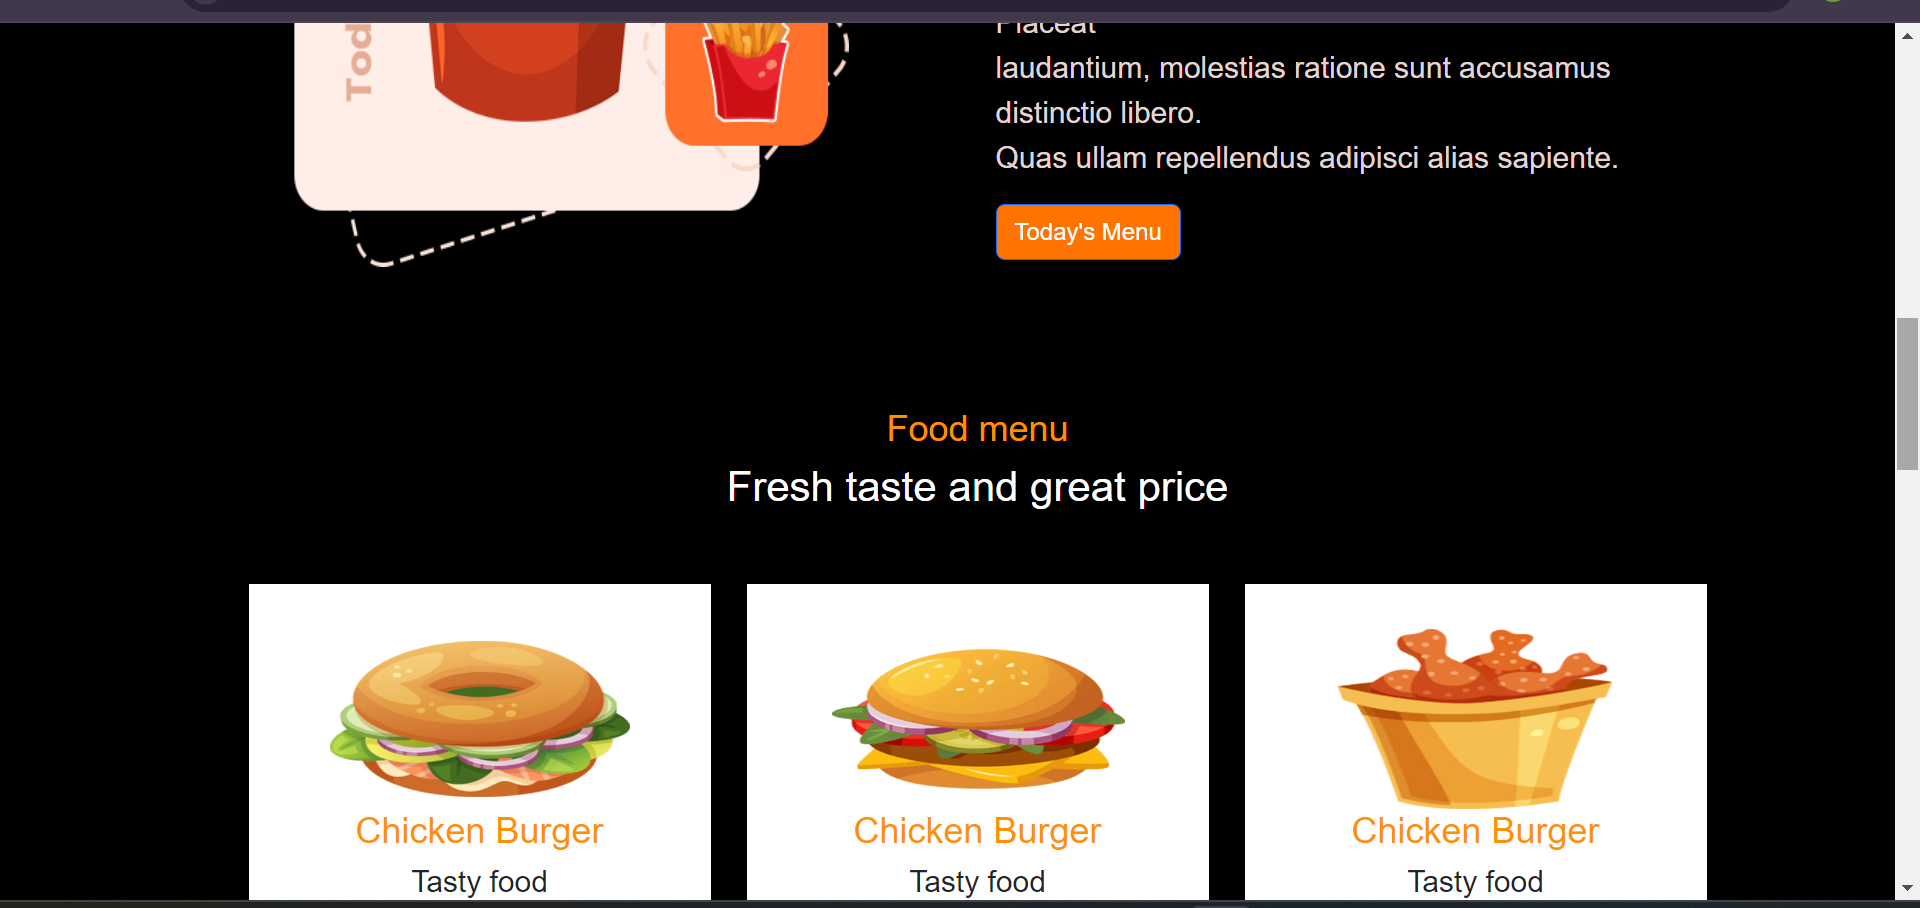 Tod
Placeat
laudantium, molestias ratione sunt accusamus
distinctio libero.
Quas ullam repellendus adipisci alias sapiente.
Today's Menu
Food menu
Fresh taste and great price
Chicken Burger
Tasty food
Chicken Burger
Tasty food
Chicken Burger
Tasty food